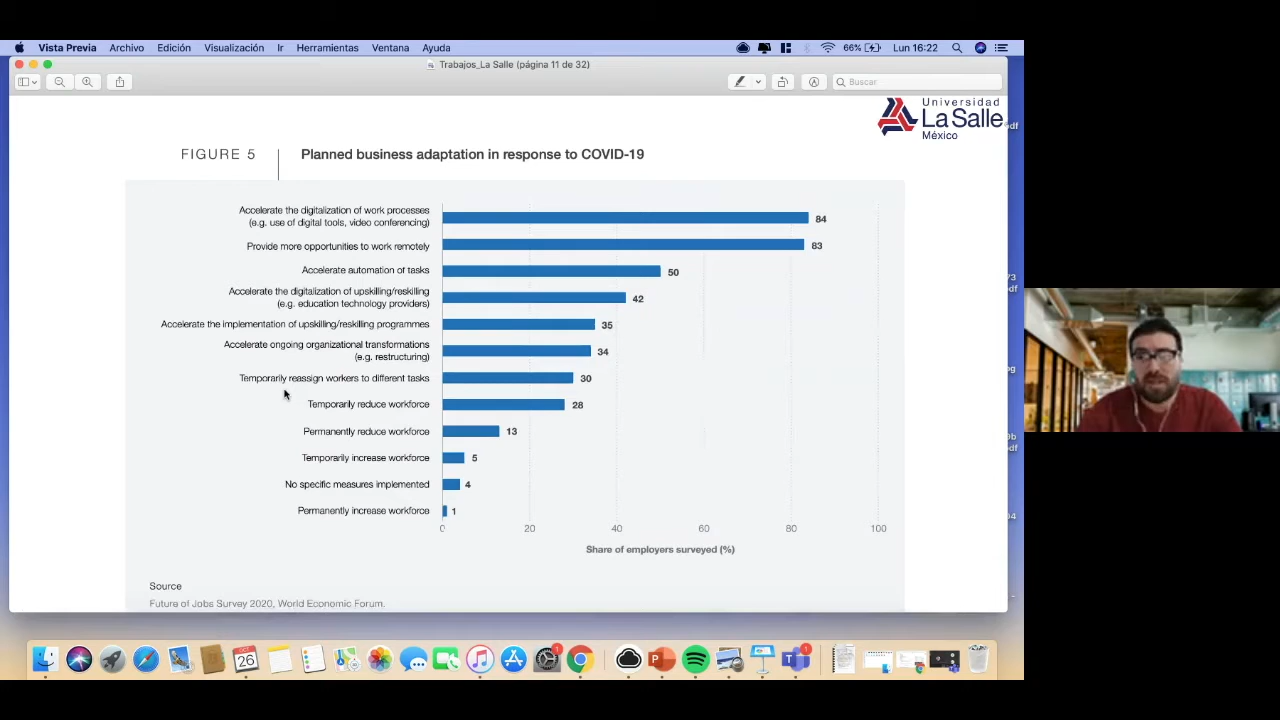 Vista Previa Archivo Edición Visualización Ir Herramientas Ventana Ayuda 66% Lun 16:22
Trabajos_La Salle (página 11 de 32)
Buscar
Universidad
La Salle
México
FIGURE 5 Planned business adaptation in response to COVID-19
Accelerate the digitalization of work processes
(e.g. use of digital tools, video conferencing)
84
Provide more opportunities to work remotely 83
Accelerate automation of tasks 50
Accelerate the digitalization of upskilling/reskilling
(e.g. education technology providers)
42
Accelerate the implementation of upskilling/reskilling programmes 35
Accelerate ongoing organizational transformations
(e.g. restructuring)
34
Temporarily reassign workers to different tasks 30
Temporarily reduce workforce 28
Permanently reduce workforce 13
Temporarily increase workforce 5
No specific measures implemented 4
Permanently increase workforce 1
0 20 40 60 80 100
Share of employers surveyed (%)
Source
Future of Jobs Survey 2020, World Economic Forum.
OCT
26